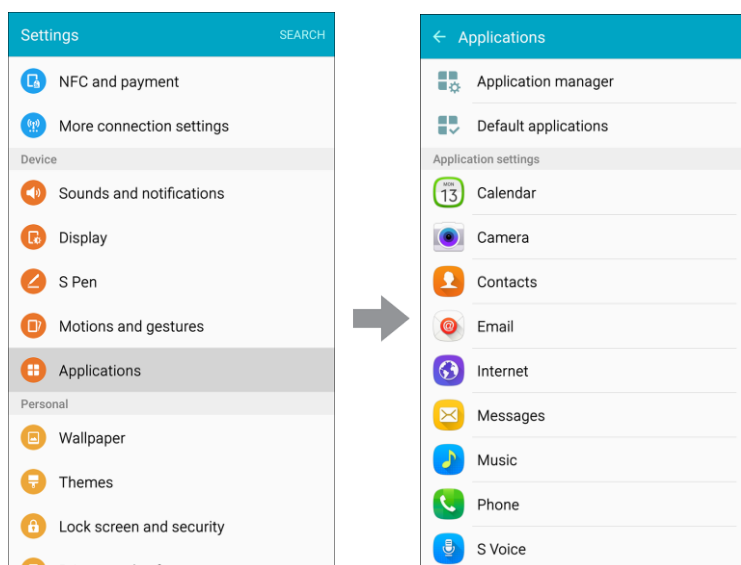 Settings SEARCH
NFC and payment
More connection settings
Device
Sounds and notifications
Display
S Pen
Motions and gestures
Applications
Personal
Wallpaper
Themes
Lock screen and security
Applications
Application manager
Default applications
Application settings
MON
13
Calendar
Camera
Contacts
@
Email
Internet
Messages
Music
Phone
S Voice